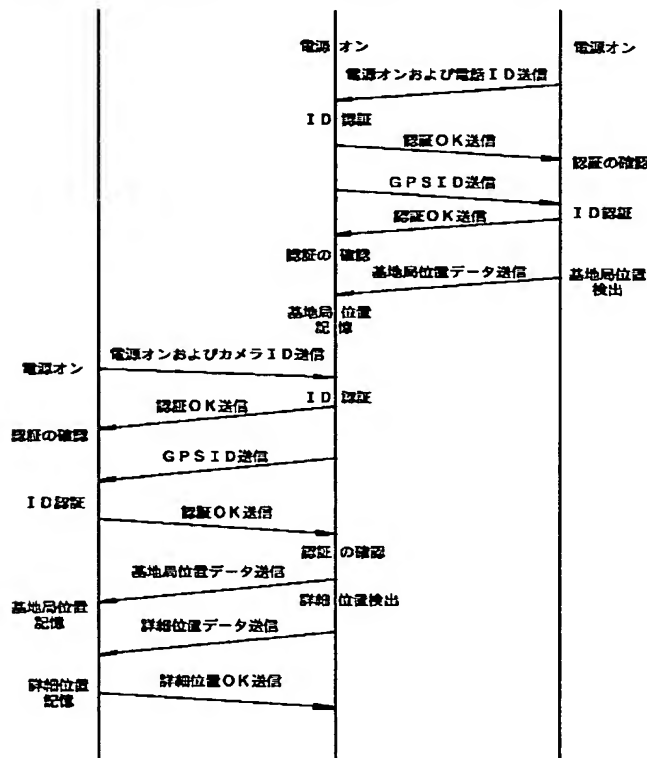 電源オン
電源オン
電源オンおよび電話ＩＤ送信
ＩＤ認証
認証ＯＫ送信
認証の確認
ＧＰＳＩＤ送信
認証ＯＫ送信
ＩＤ認証
認証の確認
基地局位置データ送信
基地局位置
検出
基地局位置
記憶
電源オンおよびカメラＩＤ送信
電源オン
ＩＤ認証
認証ＯＫ送信
認証の確認
ＧＰＳＩＤ送信
ＩＤ認証
認証ＯＫ送信
認証の確認
基地局位置データ送信
詳細位置検出
基地局位置
記憶
詳細位置データ送信
詳細位置ＯＫ送信
詳細位置
記憶